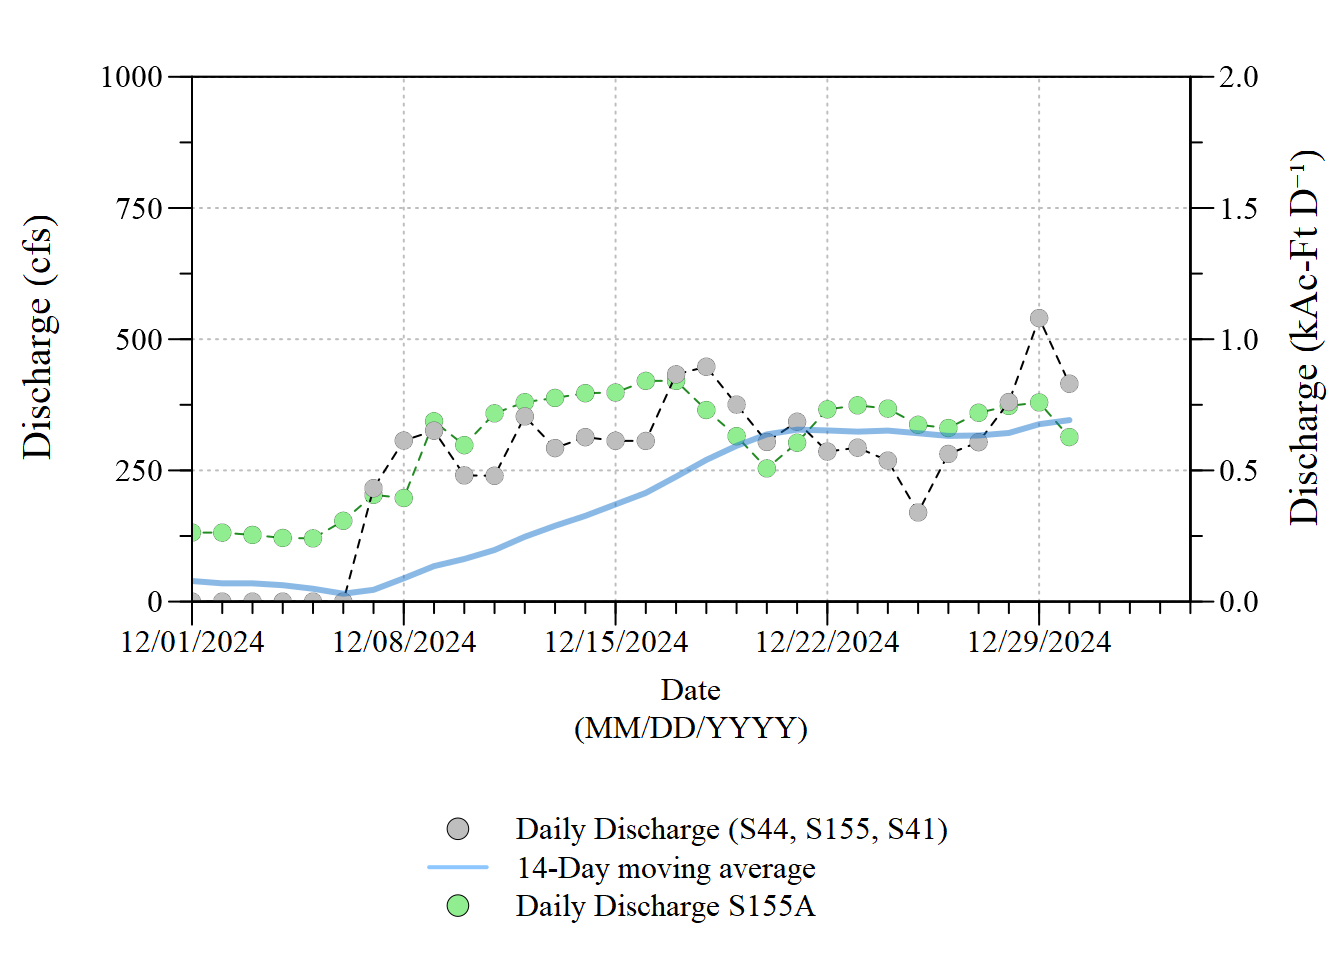 1000
750
500
250
0
2.0
1.5
1.0
0.5
0.0
Discharge (cfs)
Discharge (kAc-Ft D⁻¹)
12/01/2024 12/08/2024 12/15/2024 12/22/2024 12/29/2024
Date
(MM/DD/YYYY)
Daily Discharge (S44, S155, S41)
14-Day moving average
Daily Discharge S155A